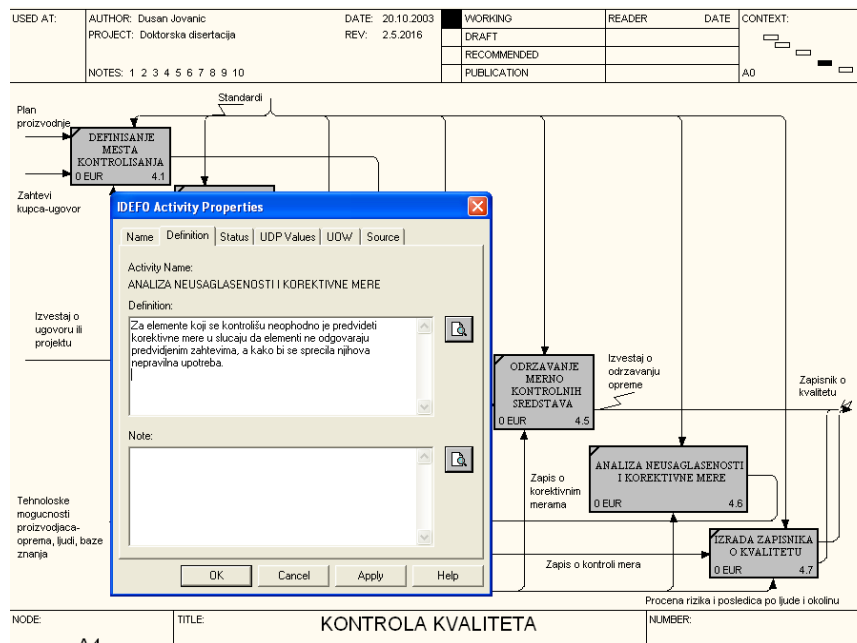 USED AT:
AUTHOR: Dusan Jovanic
DATE: 20.10.2003
WORKING
READER
DATE
CONTEXT:
PROJECT: Doktorska disertacija
REV: 2.5.2016
DRAFT
RECOMMENDED
NOTES: 1 2 3 4 5 6 7 8 9 10
PUBLICATION
A0
Standardi
Plan
proizvodnje
DEFINISANJE
MESTA
KONTROLISANJA
0 EUR 4.1
Zahtevi
kupca-ugovor
IDEF0 Activity Properties
Name Definition Status UDP Values UOW Source
Activity Name:
ANALIZA NEUSAGLASENOSTI I KOREKTIVNE MERE
Definition:
Za elemente koji se kontrolišu neophodno je predvideti
korektivne mere u slucaju da elementi ne odgovaraju
predvidjenim zahtevima, a kako bi se sprecila njihova
nepravilna upotreba.
Note:
OK Cancel Apply Help
Izvestaj o
ugovoru ili
projektu
Tehnoloske
mogucnosti
proizvodjaca-
oprema, ljudi, baze
znanja
ODRZAVANJE
MERNO
KONTROLNIH
SREDSTAVA
0 EUR 4.5
Izvestaj o
odrzavanju
opreme
Zapisnik o
kvalitetu
ANALIZA NEUSAGLASENOSTI
I KOREKTIVNE MERE
0 EUR 4.6
Zapis o
korektivnim
merama
IZRADA ZAPISNIKA
O KVALITETU
0 EUR 4.7
Zapis o kontroli mera
Procena rizika i posledica po ljude i okolinu
NODE:
TITLE:
KONTROLA KVALITETA
NUMBER: